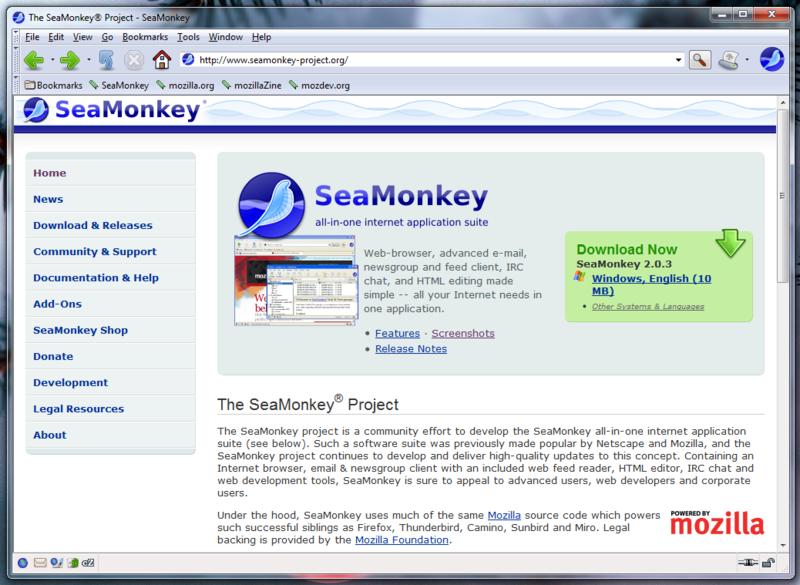 The SeaMonkey® Project - SeaMonkey
File Edit View Go Bookmarks Tools Window Help
http://www.seamonkey-project.org/
Bookmarks SeaMonkey mozilla.org mozillaZine mozdev.org
SeaMonkey®
Home
News
Download & Releases
Community & Support
Documentation & Help
Add-Ons
SeaMonkey Shop
Donate
Development
Legal Resources
About
SeaMonkey
all-in-one internet application suite
Web-browser, advanced e-mail,
newsgroup and feed client, IRC
chat, and HTML editing made
simple -- all your Internet needs in
one application.
• Features · Screenshots
• Release Notes
Download Now
SeaMonkey 2.0.3
Windows, English (10
MB)
• Other Systems & Languages
The SeaMonkey® Project
The SeaMonkey project is a community effort to develop the SeaMonkey all-in-one internet application
suite (see below). Such a software suite was previously made popular by Netscape and Mozilla, and the
SeaMonkey project continues to develop and deliver high-quality updates to this concept. Containing an
Internet browser, email & newsgroup client with an included web feed reader, HTML editor, IRC chat and
web development tools, SeaMonkey is sure to appeal to advanced users, web developers and corporate
users.
Under the hood, SeaMonkey uses much of the same Mozilla source code which powers
such successful siblings as Firefox, Thunderbird, Camino, Sunbird and Miro. Legal
backing is provided by the Mozilla Foundation.
POWERED BY
mozilla